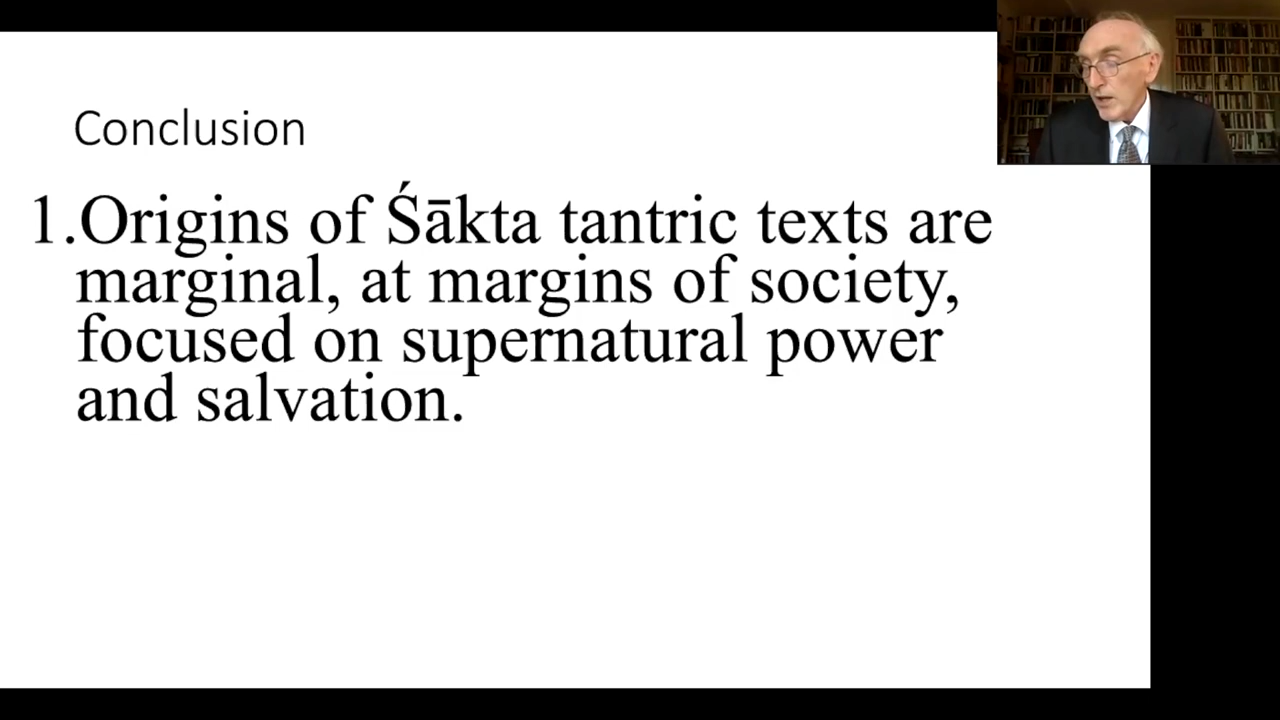 Conclusion
1.Origins of Śākta tantric texts are
marginal, at margins of society,
focused on supernatural power
and salvation.